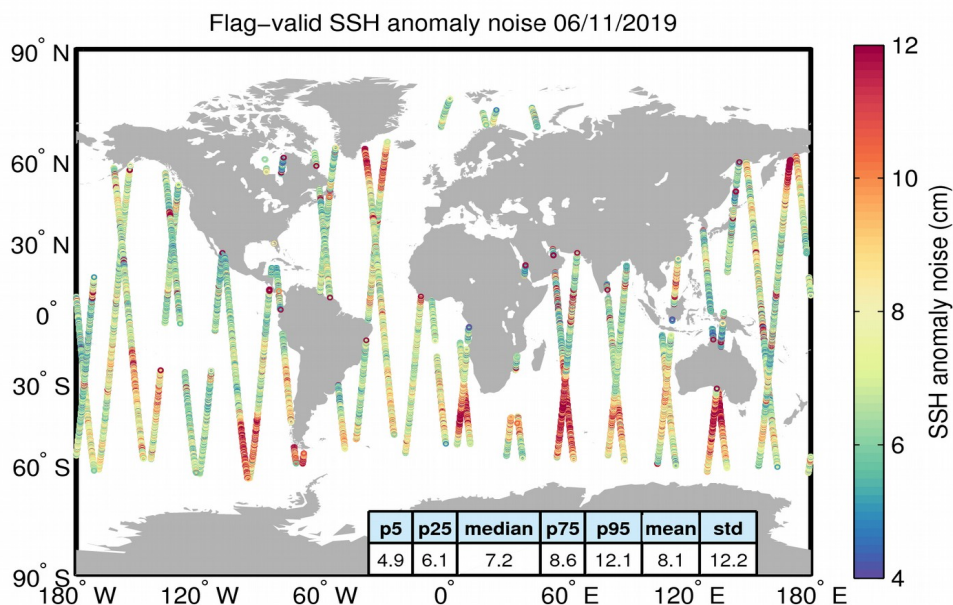 Flag−valid SSH anomaly noise 06/11/2019
90° N
60° N
30° N
0°
30° S
60° S
90° S
180° W
120° W
60° W
0°
60° E
120° E
180° E
12
10
8
6
4
SSH anomaly noise (cm)
p5 p25 median p75 p95 mean std
4.9 6.1 7.2 8.6 12.1 8.1 12.2